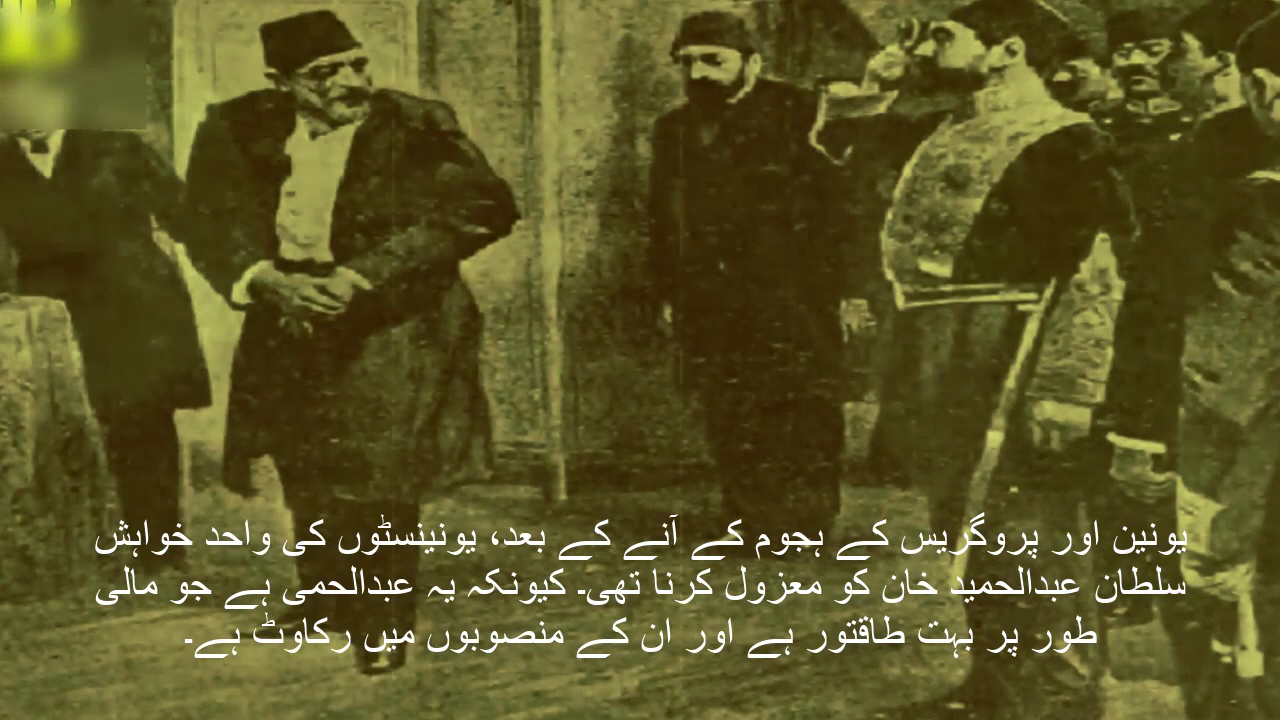 یونین اور پروگریس کے ہجوم کے آنے کے بعد، یونینسٹوں کی واحد خواہش
سلطان عبدالحمید خان کو معزول کرنا تھی۔ کیونکہ یہ عبدالحمی ہے جو مالی
طور پر بہت طاقتور ہے اور ان کے منصوبوں میں رکاوٹ ہے۔